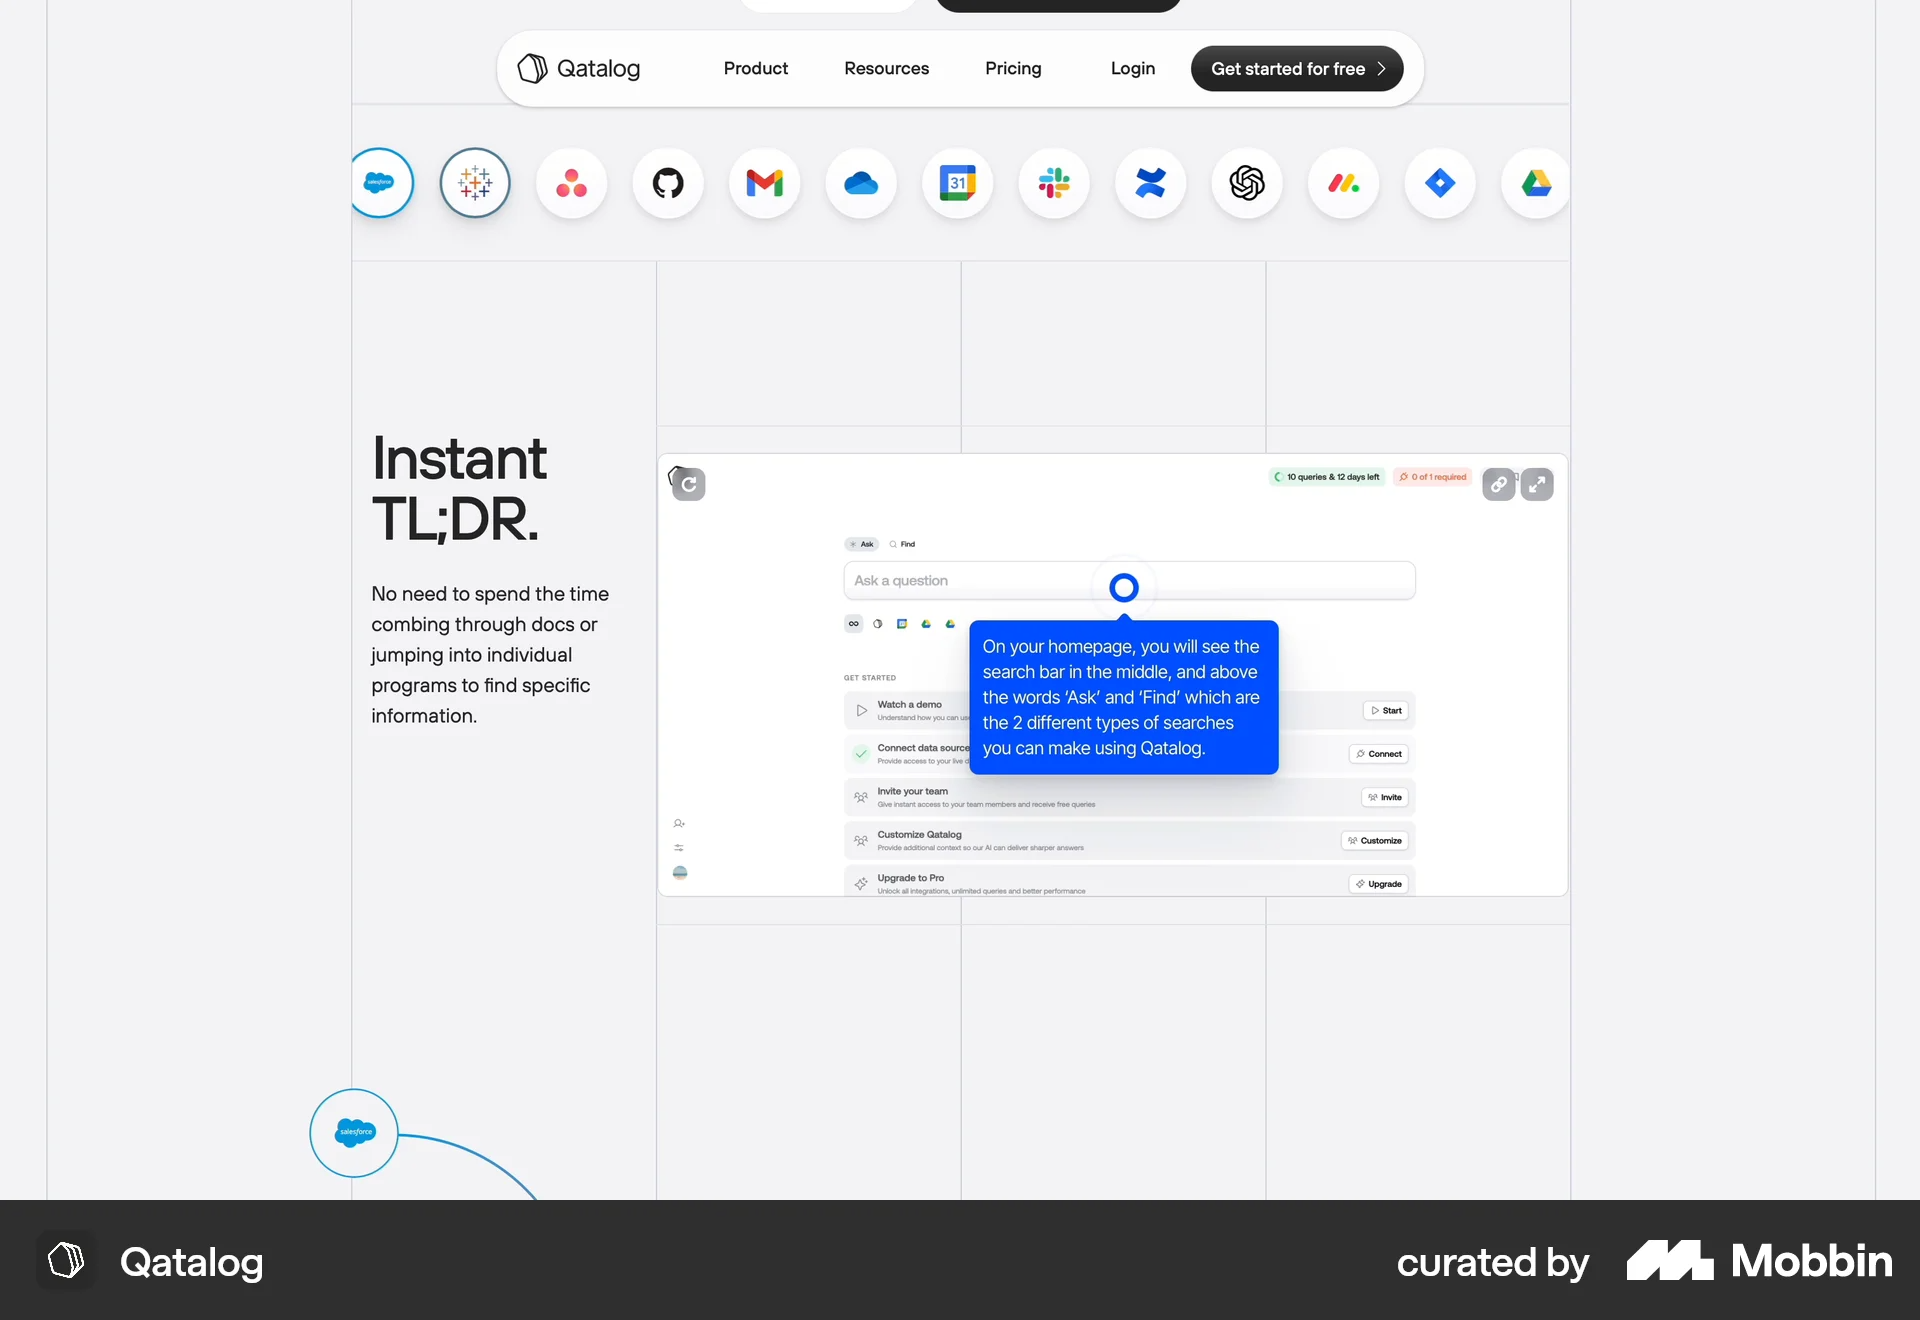 Qatalog
Product
Resources
Pricing
Login
Get started for free
salesforce
31
Instant
TL;DR.
No need to spend the time
combing through docs or
jumping into individual
programs to find specific
information.
10 queries & 12 days left
0 of 1 required
Ask
Find
Ask a question
On your homepage, you will see the
search bar in the middle, and above
the words ‘Ask’ and ‘Find’ which are
the 2 different types of searches
you can make using Qatalog.
GET STARTED
Watch a demo
Understand how you can us
Start
Connect data source
Provide access to your live d
Connect
Invite your team
Give instant access to your team members and receive free queries
Invite
Customize Qatalog
Provide additional context so our AI can deliver sharper answers
Customize
Upgrade to Pro
Unlock all integrations, unlimited queries and better performance
Upgrade
salesforce
Qatalog
curated by
Mobbin